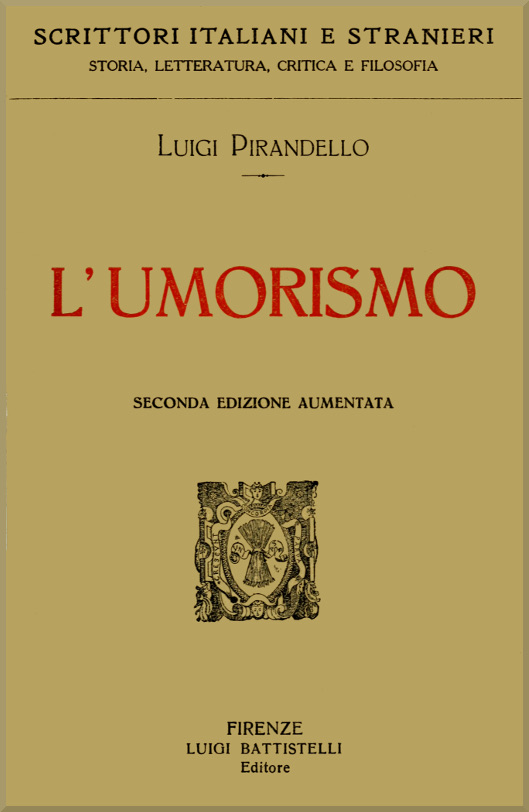 SCRITTORI ITALIANI E STRANIERI
STORIA, LETTERATURA, CRITICA E FILOSOFIA
LUIGI PIRANDELLO
L'UMORISMO
SECONDA EDIZIONE AUMENTATA
FIRENZE
LUIGI BATTISTELLI
Editore